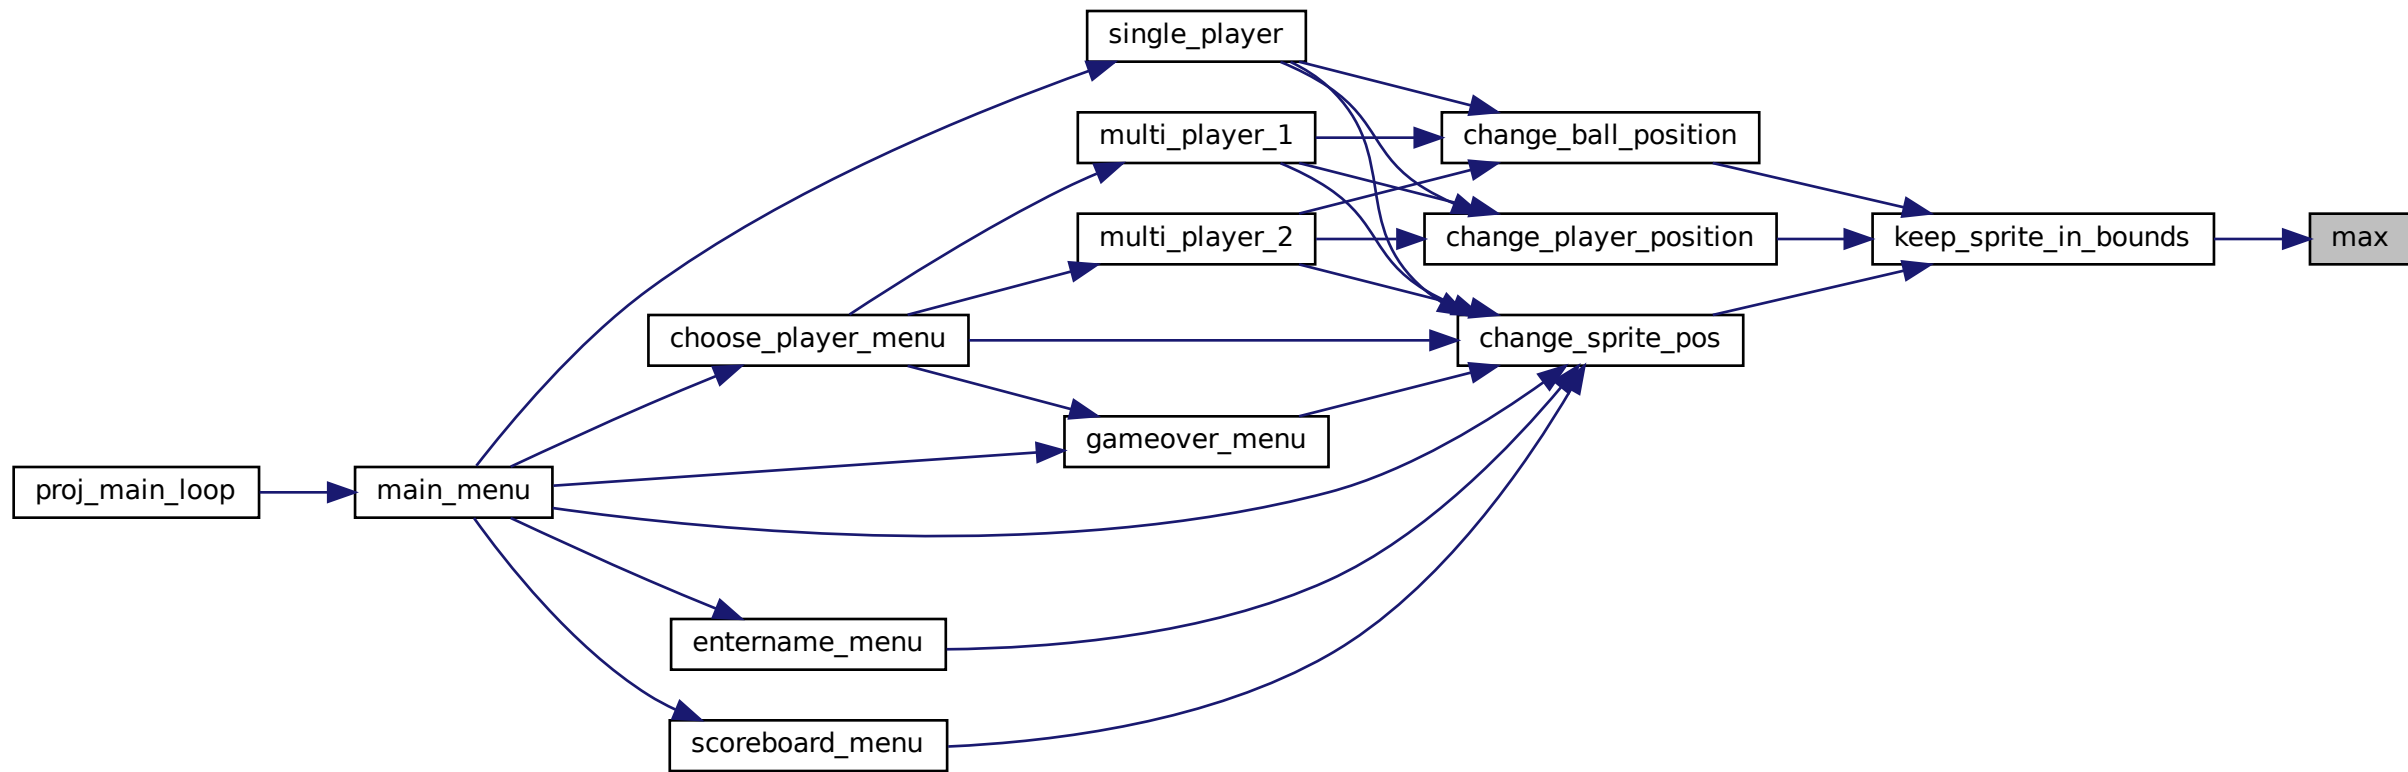 single_player
multi_player_1
change_ball_position
multi_player_2
change_player_position
keep_sprite_in_bounds
max
choose_player_menu
change_sprite_pos
gameover_menu
proj_main_loop
main_menu
entername_menu
scoreboard_menu